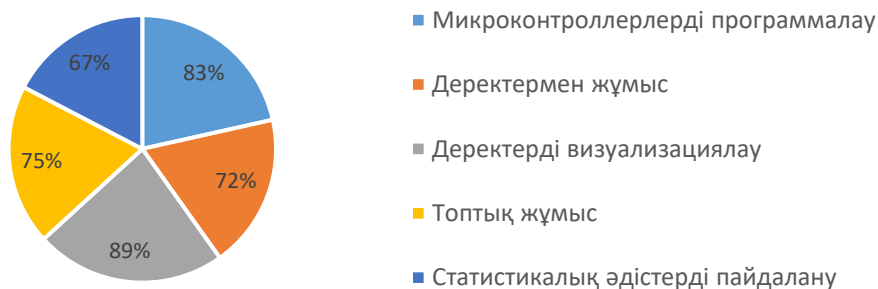 67%
83%
75%
72%
89%
Микроконтроллерлерді программалау
Деректермен жұмыс
Деректерді визуализациялау
Топтық жұмыс
Статистикалық әдістерді пайдалану